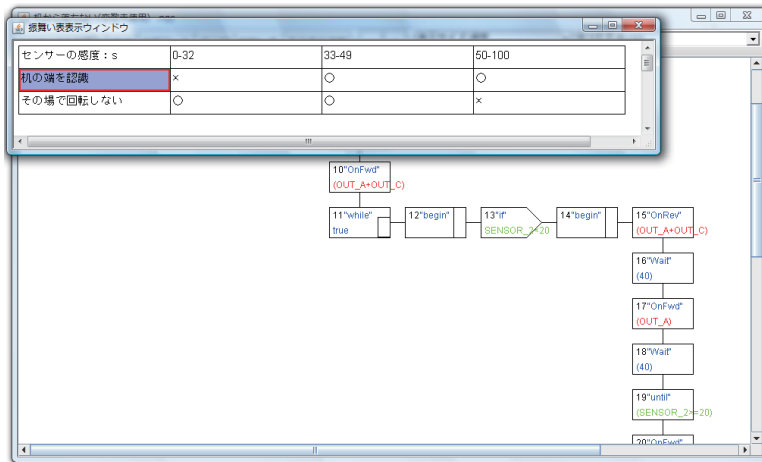 振舞い表表示ウィンドウ
センサーの感度：s 0-32 33-49 50-100
机の端を認識 × ○ ○
その場で回転しない ○ ○ ×
10"OnFwd"
(OUT_A+OUT_C)
11"while" 12"begin" 13"if" 14"begin" 15"OnRev"
true SENSOR_2>20 (OUT_A+OUT_C)
16"Wait"
(40)
17"OnFwd"
(OUT_A)
18"Wait"
(40)
19"until"
(SENSOR_2>=20)
20"OnFwd"